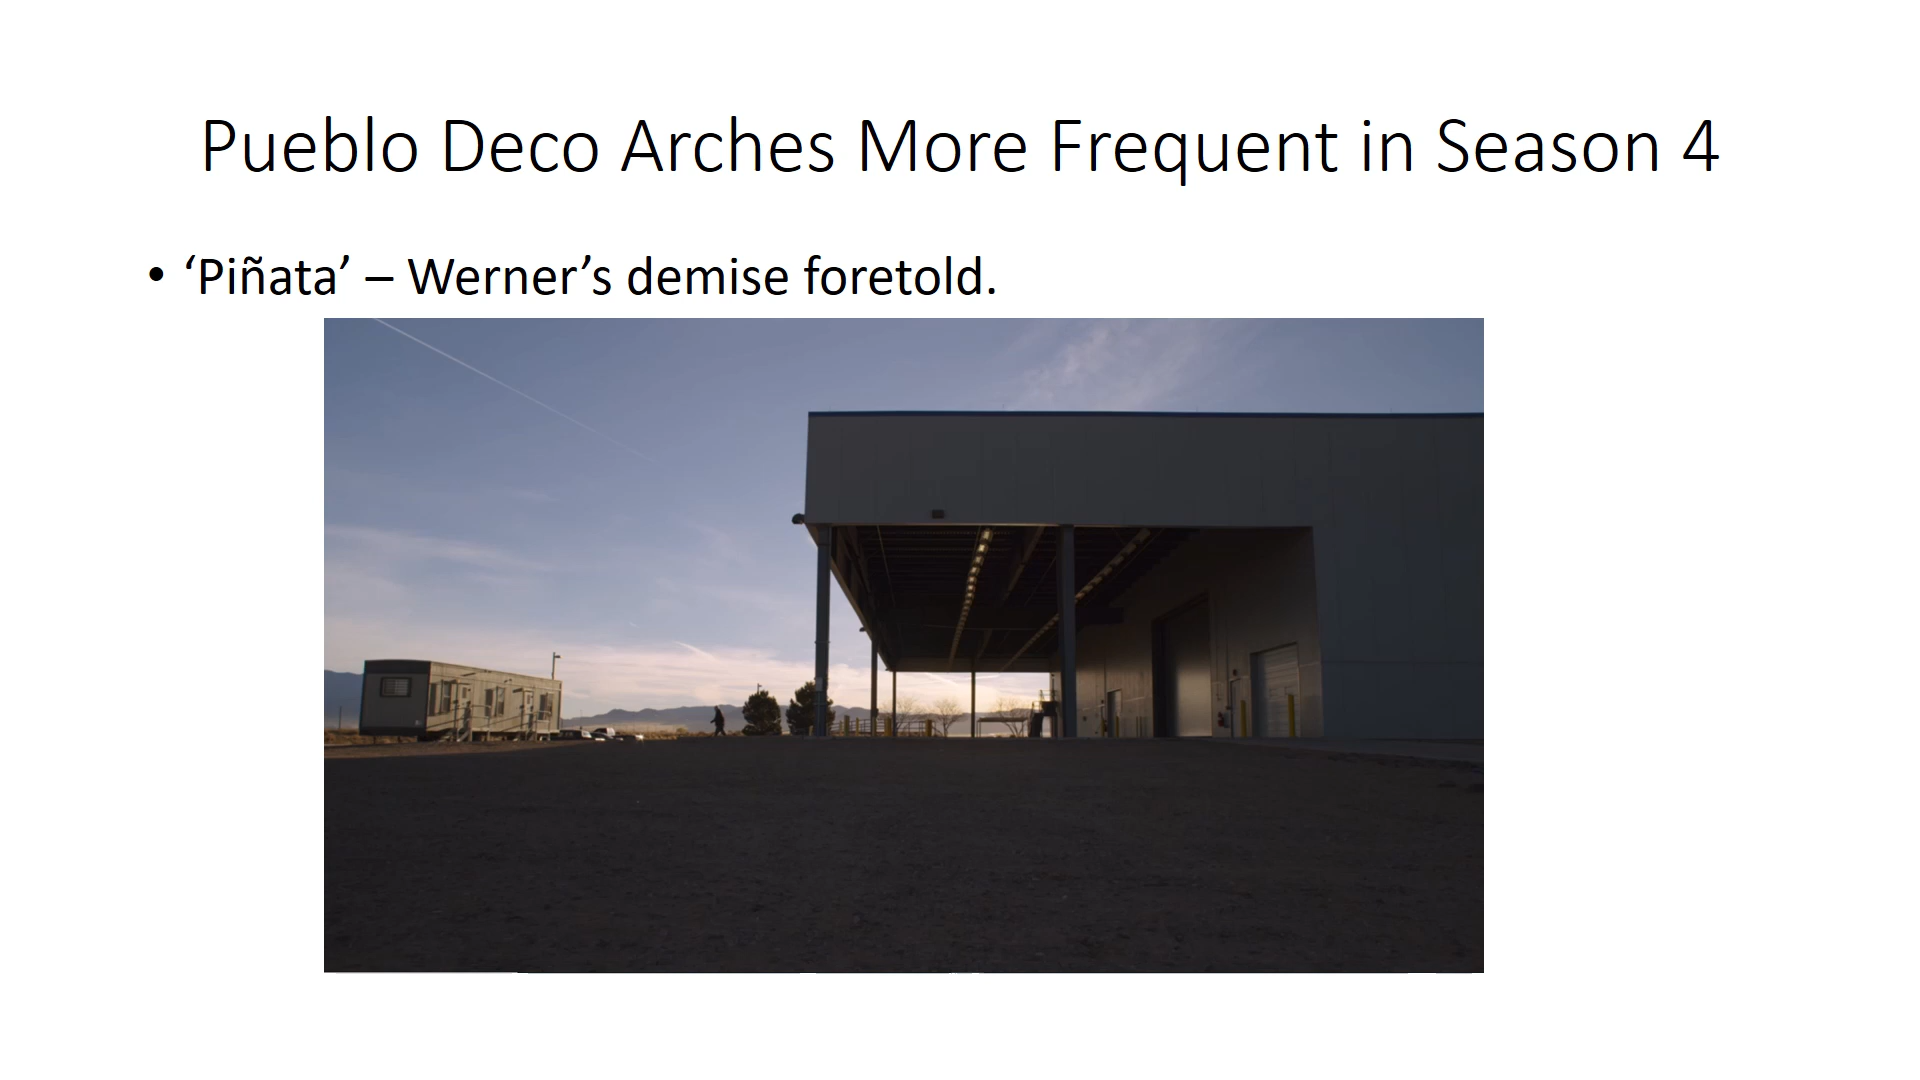 Pueblo Deco Arches More Frequent in Season 4
• ‘Piñata’ – Werner’s demise foretold.